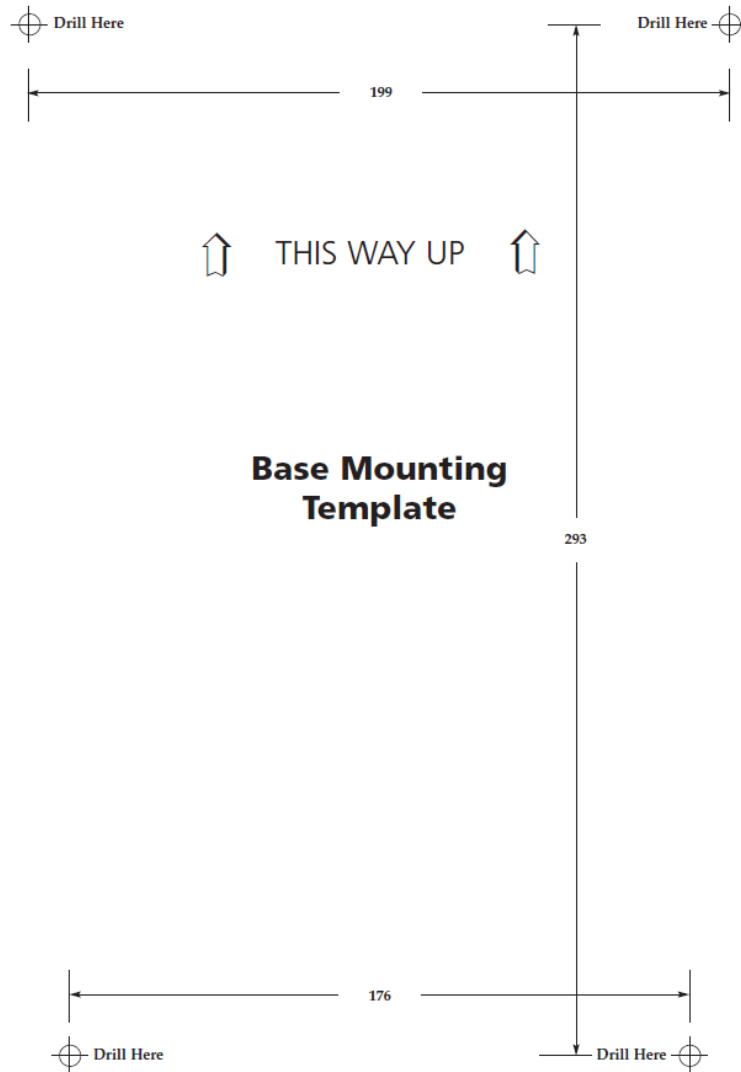 Drill Here
Drill Here
199
THIS WAY UP
Base Mounting
Template
293
176
Drill Here
Drill Here